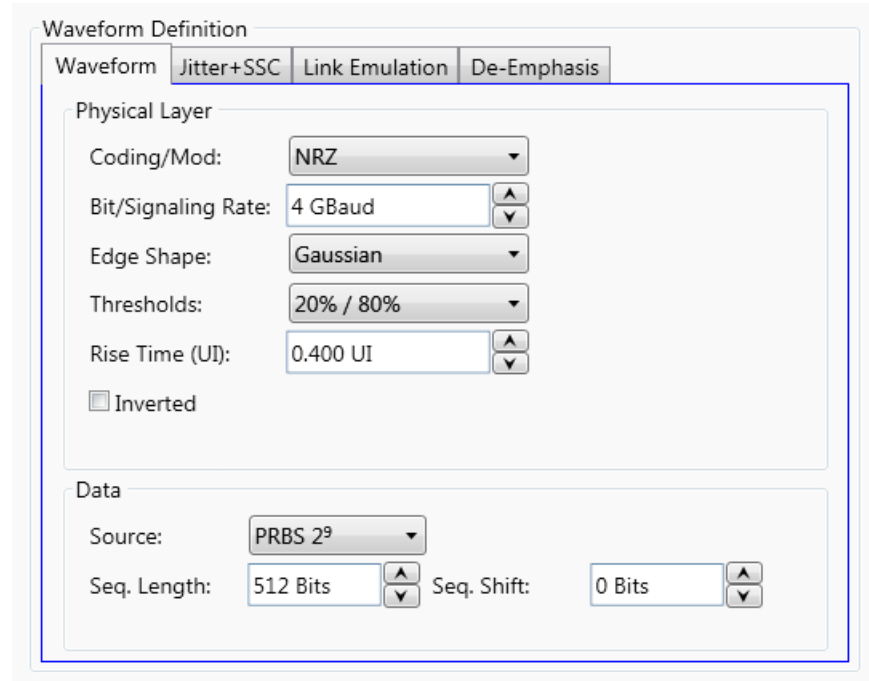 Waveform Definition
Waveform Jitter+SSC Link Emulation De-Emphasis
Physical Layer
Coding/Mod: NRZ
Bit/Signaling Rate: 4 GBaud
Edge Shape: Gaussian
Thresholds: 20% / 80%
Rise Time (UI): 0.400 UI
Inverted
Data
Source: PRBS 2⁹
Seq. Length: 512 Bits Seq. Shift: 0 Bits